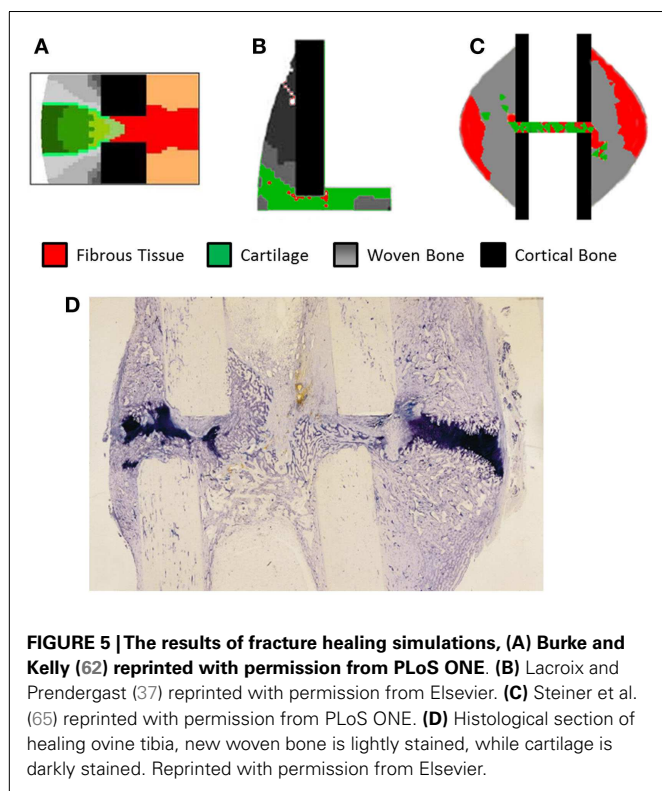 A
B
C
Fibrous Tissue
Cartilage
Woven Bone
Cortical Bone
D
FIGURE 5 | The results of fracture healing simulations, (A) Burke and
Kelly (62) reprinted with permission from PLoS ONE. (B) Lacroix and
Prendergast (37) reprinted with permission from Elsevier. (C) Steiner et al.
(65) reprinted with permission from PLoS ONE. (D) Histological section of
healing ovine tibia, new woven bone is lightly stained, while cartilage is
darkly stained. Reprinted with permission from Elsevier.